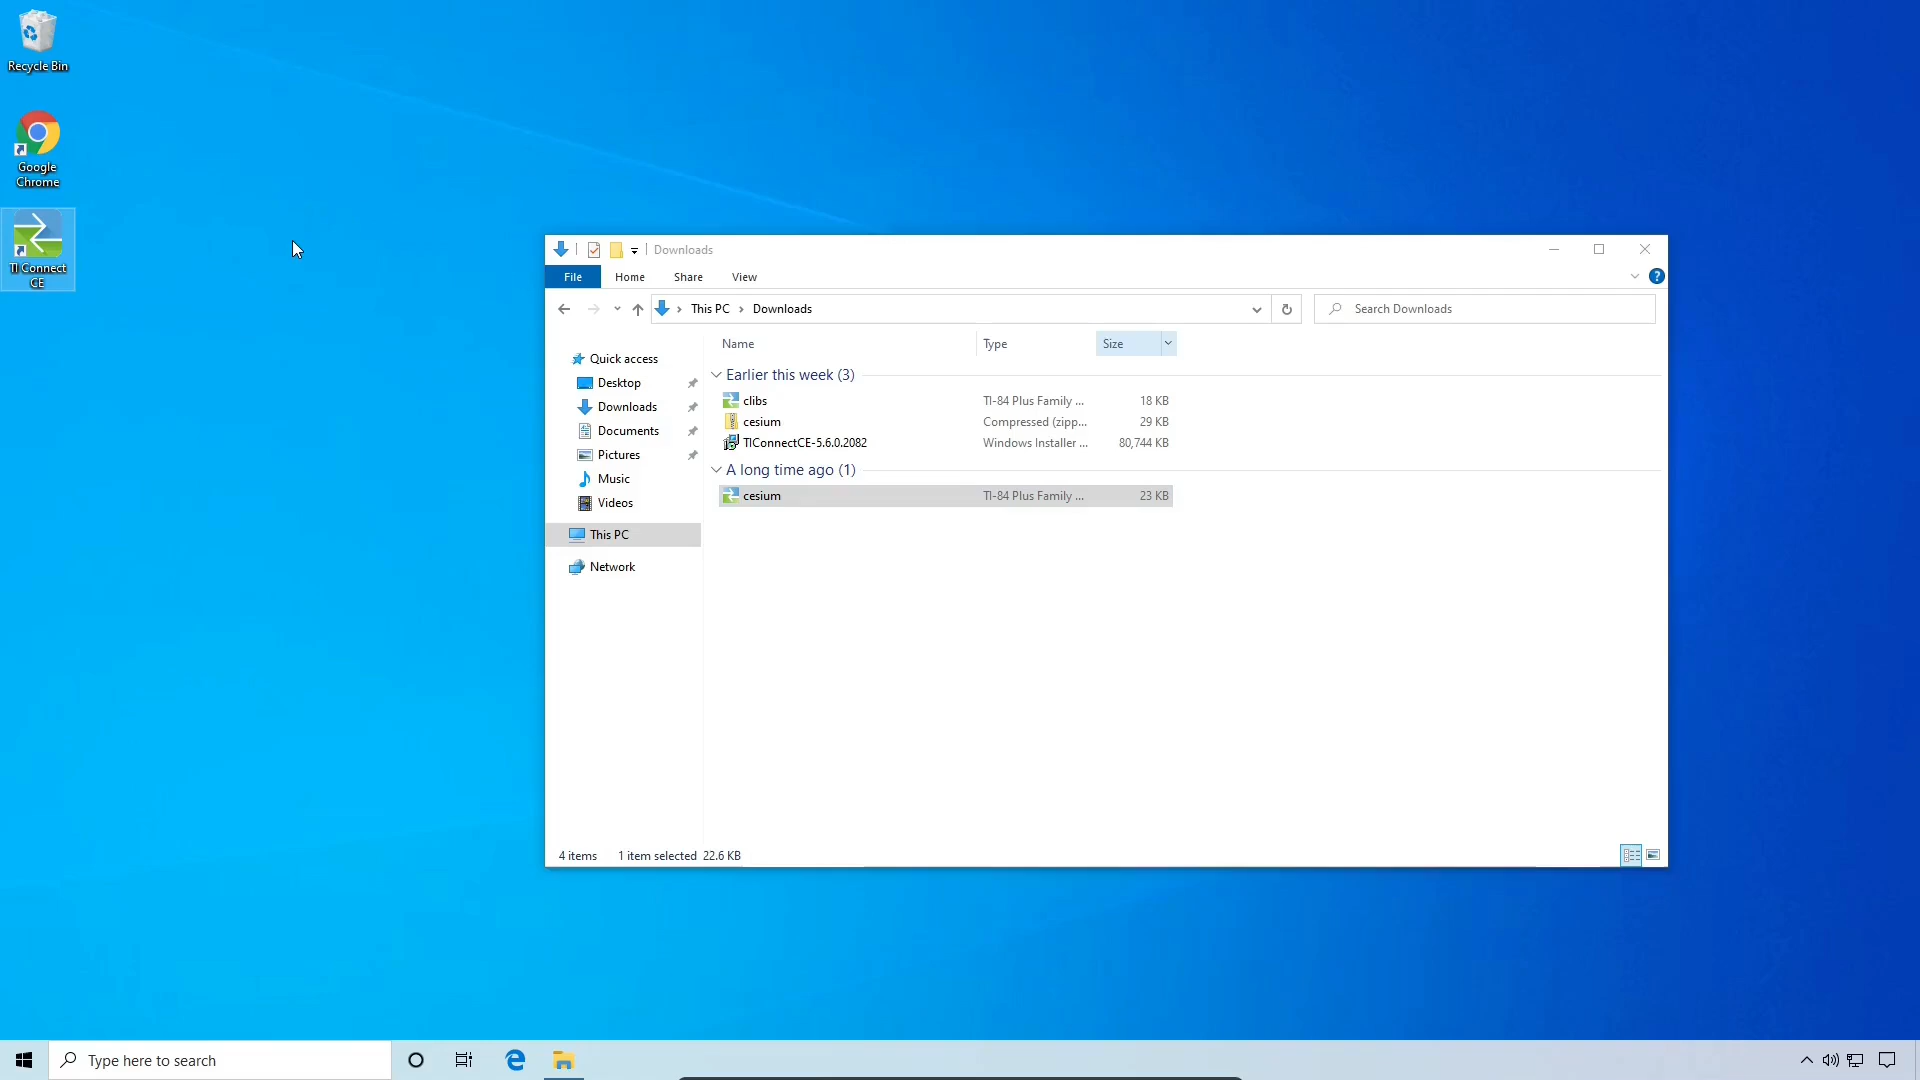 Recycle Bin
Google
Chrome
TI Connect
CE
Downloads
File
Home
Share
View
This PC
Downloads
Search Downloads
Name
Type
Size
Quick access
Desktop
Downloads
Documents
Pictures
Music
Videos
This PC
Network
Earlier this week (3)
clibs TI-84 Plus Family ... 18 KB
cesium Compressed (zipp... 29 KB
TIConnectCE-5.6.0.2082 Windows Installer ... 80,744 KB
A long time ago (1)
cesium TI-84 Plus Family ... 23 KB
4 items 1 item selected 22.6 KB
Type here to search